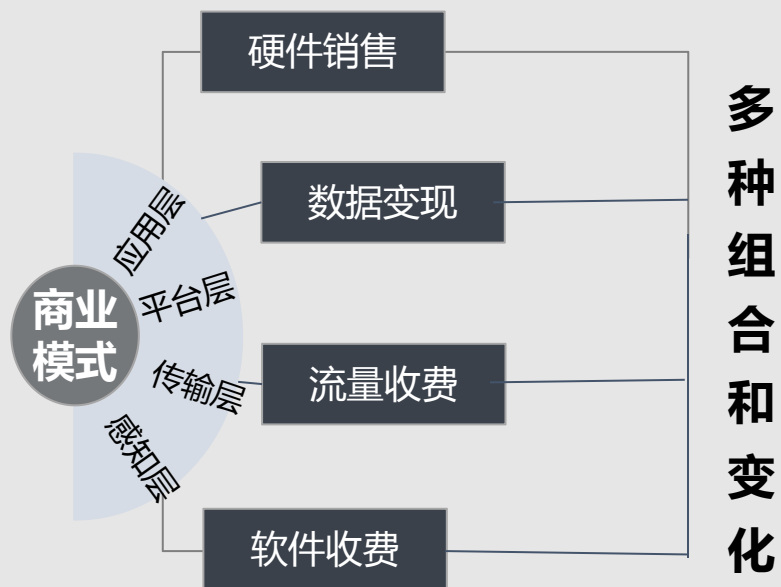 硬件销售
数据变现
应用层
平台层
商业
模式
传输层
感知层
流量收费
软件收费
多
种
组
合
和
变
化